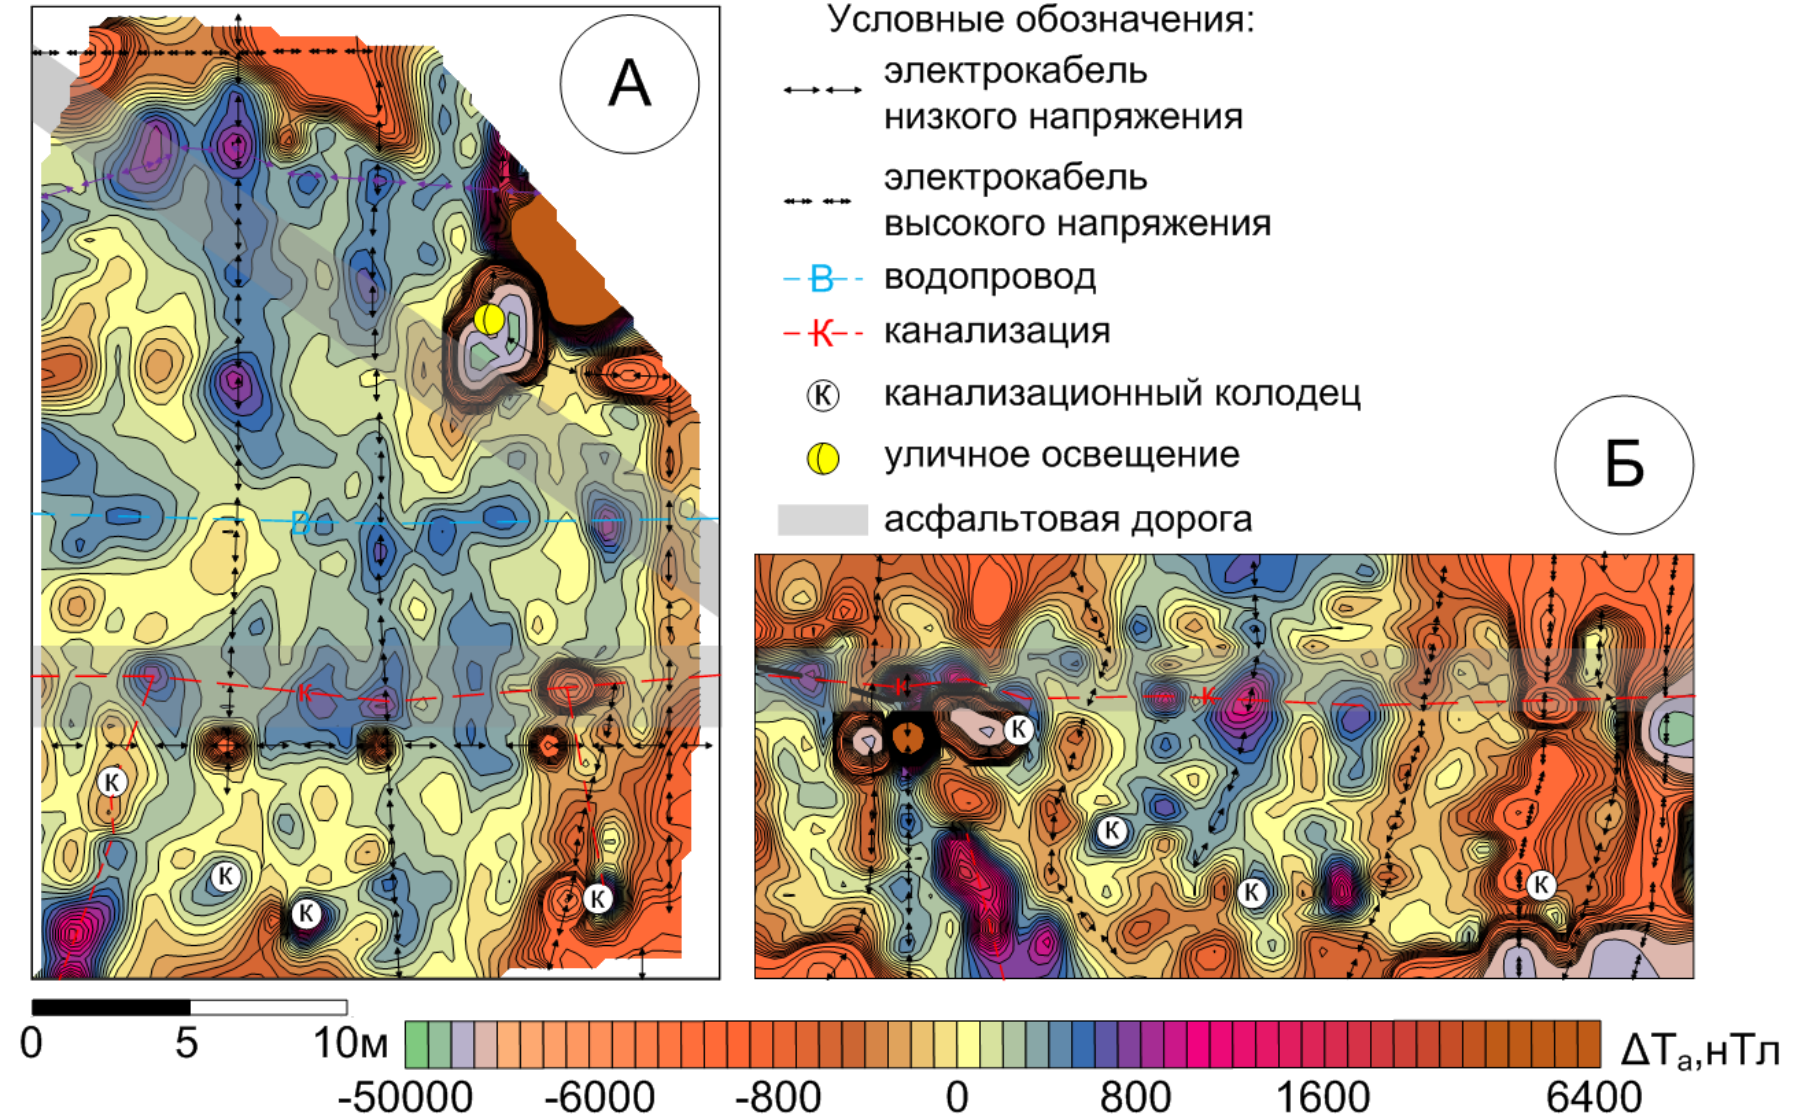 А
Условные обозначения:
электрокабель
низкого напряжения
электрокабель
высокого напряжения
В
водопровод
К
канализация
К
канализационный колодец
уличное освещение
асфальтовая дорога
Б
В
К
К
К
К
К
К
К
К
К
К
К
0 5 10м
-50000 -6000 -800 0 800 1600 6400
ΔTа,нТл